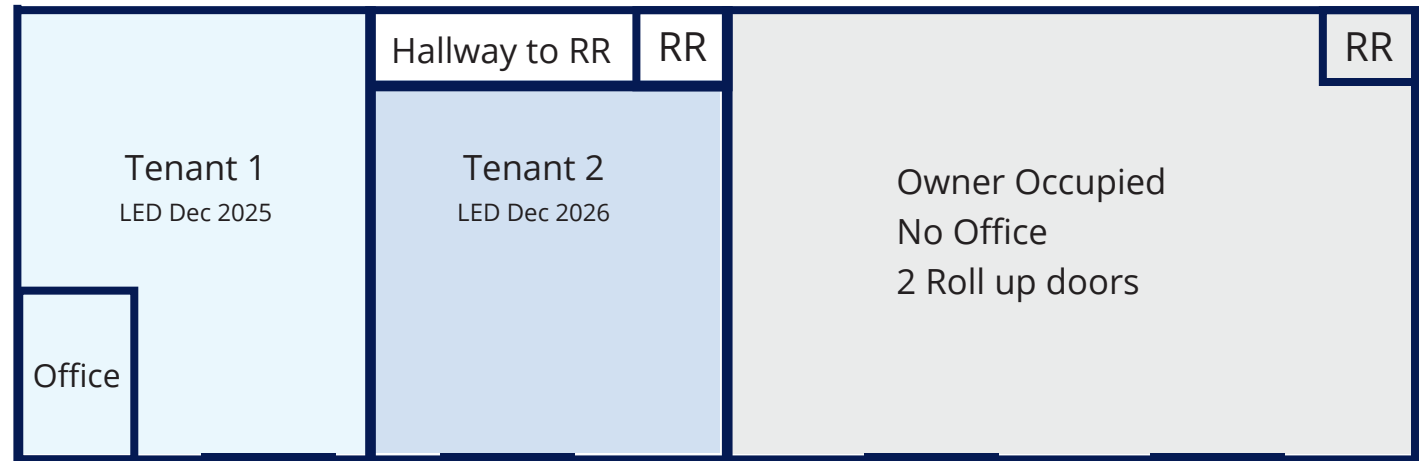 Hallway to RR
RR
RR
Tenant 1
LED Dec 2025
Tenant 2
LED Dec 2026
Owner Occupied
No Office
2 Roll up doors
Office